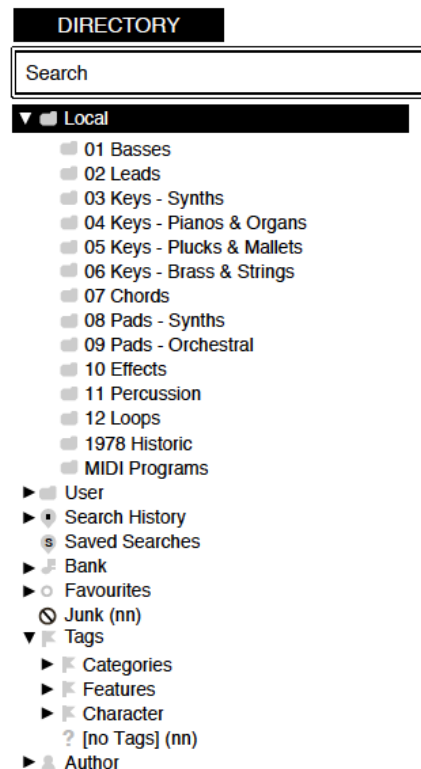 DIRECTORY
Search
Local
01 Basses
02 Leads
03 Keys - Synths
04 Keys - Pianos & Organs
05 Keys - Plucks & Mallets
06 Keys - Brass & Strings
07 Chords
08 Pads - Synths
09 Pads - Orchestral
10 Effects
11 Percussion
12 Loops
1978 Historic
MIDI Programs
User
Search History
S Saved Searches
Bank
Favourites
Junk (nn)
Tags
Categories
Features
Character
? [no Tags] (nn)
Author